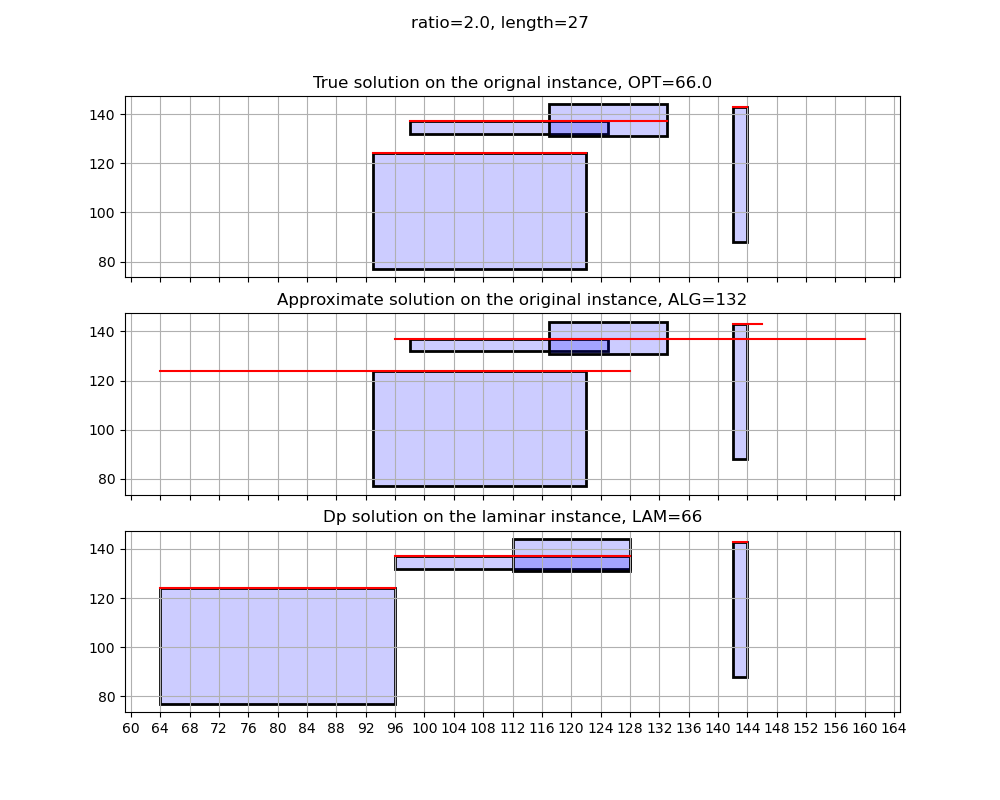 ratio=2.0, length=27
True solution on the orignal instance, OPT=66.0
140
120
100
80
Approximate solution on the original instance, ALG=132
140
120
100
80
Dp solution on the laminar instance, LAM=66
140
120
100
80
60 64 68 72 76 80 84 88 92 96 100 104 108 112 116 120 124 128 132 136 140 144 148 152 156 160 164